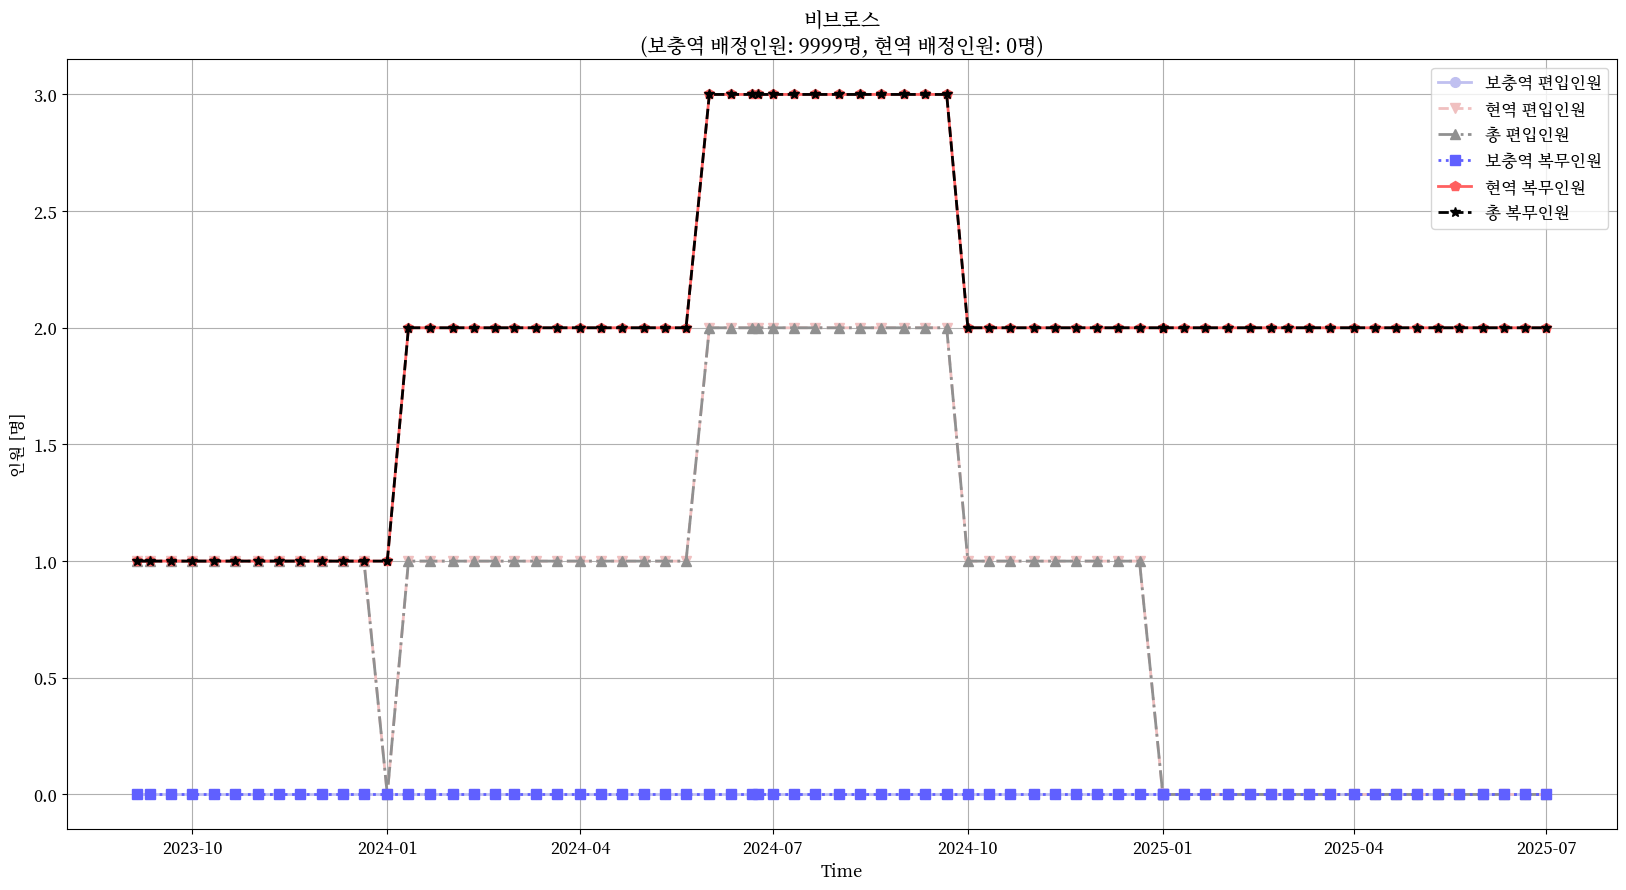 비브로스
(보충역 배정인원: 9999명, 현역 배정인원: 0명)
보충역 편입인원
현역 편입인원
총 편입인원
보충역 복무인원
현역 복무인원
총 복무인원
인원 [명]
3.0
2.5
2.0
1.5
1.0
0.5
0.0
2023-10
2024-01
2024-04
2024-07
2024-10
2025-01
2025-04
2025-07
Time